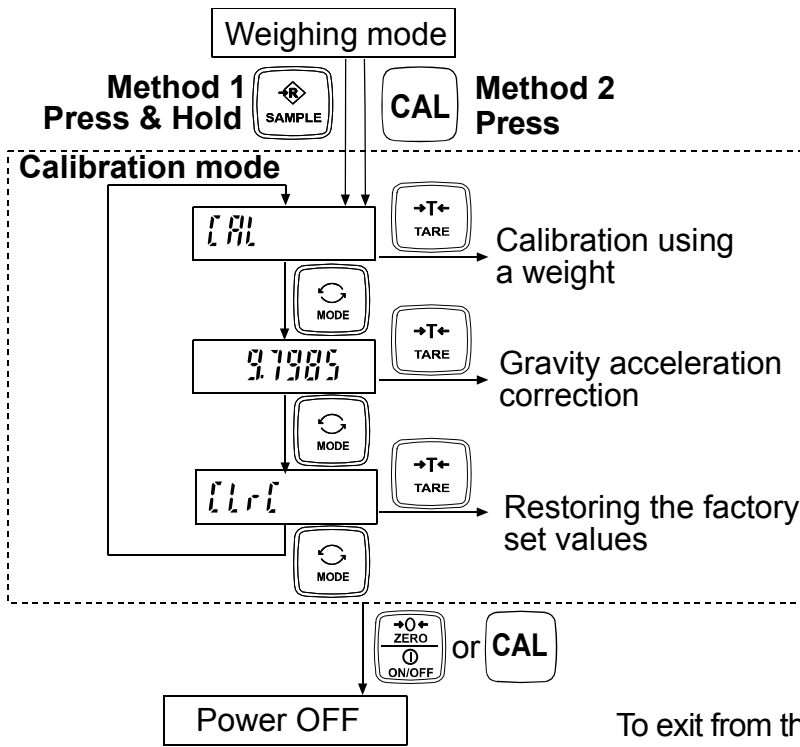 Weighing mode
Method 1
Press & Hold
SAMPLE
CAL
Method 2
Press
Calibration mode
CAL
→T←
TARE
Calibration using
a weight
MODE
9.7985
→T←
TARE
Gravity acceleration
correction
MODE
CLrC
→T←
TARE
Restoring the factory
set values
MODE
→0←
ZERO
ON/OFF
or
CAL
Power OFF
To exit from th